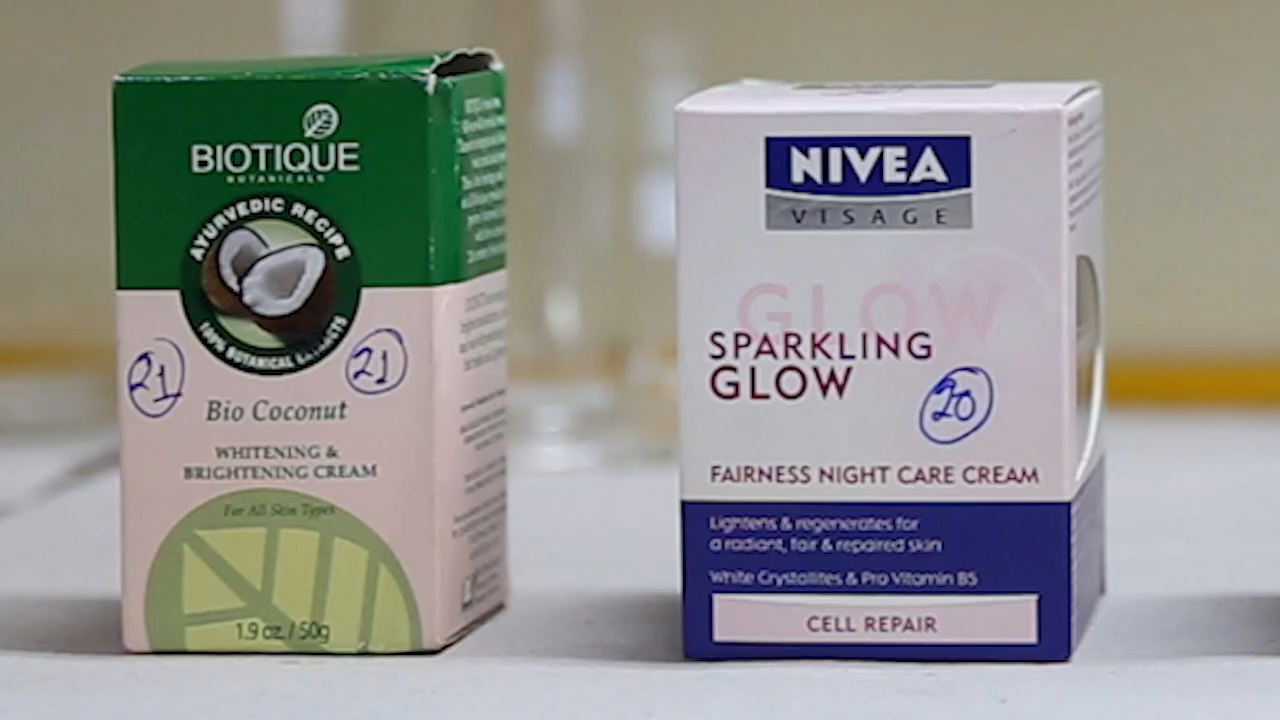 BIOTIQUE
BOTANICALS
AYURVEDIC RECIPE
100% BOTANICAL EXTRACTS
21
21
Bio Coconut
WHITENING &
BRIGHTENING CREAM
For All Skin Types
1.9 oz. / 50g
NIVEA
VISAGE
GLOW
SPARKLING
GLOW
20
FAIRNESS NIGHT CARE CREAM
Lightens & regenerates for
a radiant, fair & repaired skin
White Crystallites & Pro Vitamin B5
CELL REPAIR